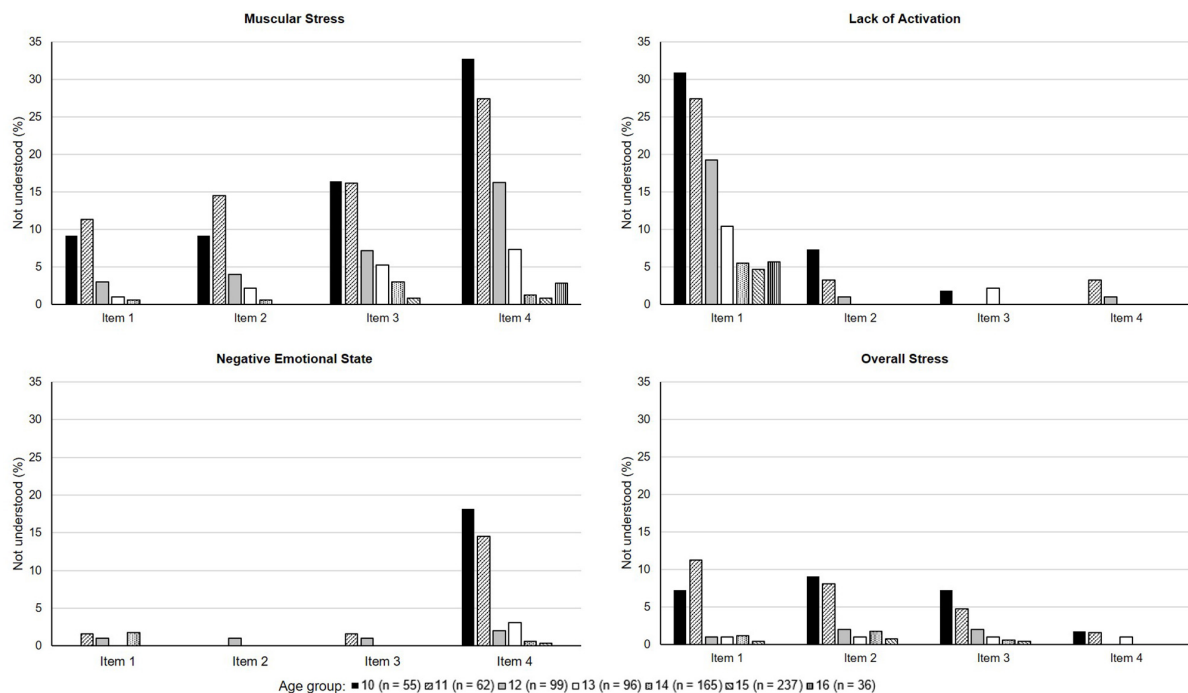 Muscular Stress
35
30
25
20
15
10
5
0
Not understood (%)
Item 1 Item 2 Item 3 Item 4
Lack of Activation
35
30
25
20
15
10
5
0
Not understood (%)
Item 1 Item 2 Item 3 Item 4
Negative Emotional State
35
30
25
20
15
10
5
0
Not understood (%)
Item 1 Item 2 Item 3 Item 4
Overall Stress
35
30
25
20
15
10
5
0
Not understood (%)
Item 1 Item 2 Item 3 Item 4
Age group: 10 (n = 55) 11 (n = 62) 12 (n = 99) 13 (n = 96) 14 (n = 165) 15 (n = 237) 16 (n = 36)